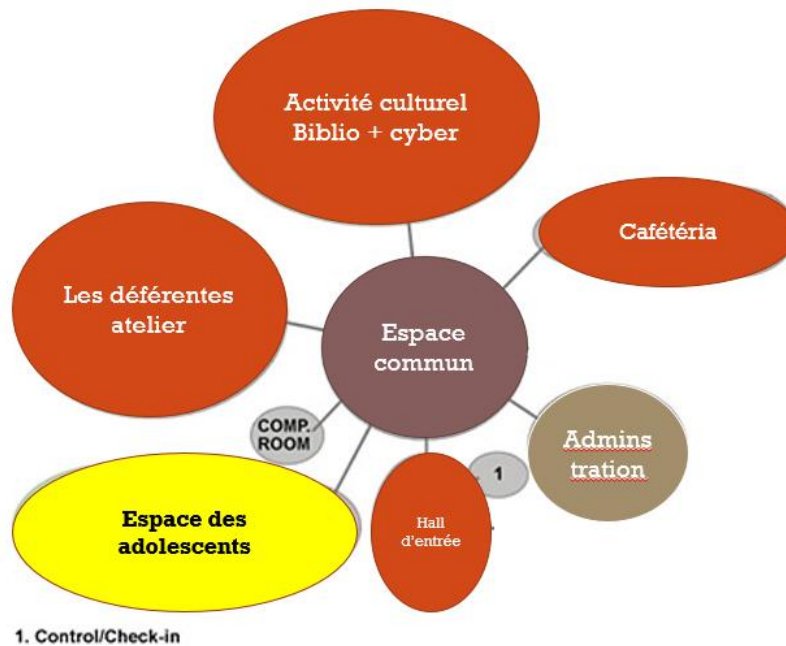 Activité culturel
Biblio + cyber
Cafétéria
Les déférentes
atelier
Espace
commun
COMP.
ROOM
Admins
tration
1
Espace des
adolescents
Hall
d'entrée
1. Control/Check-in